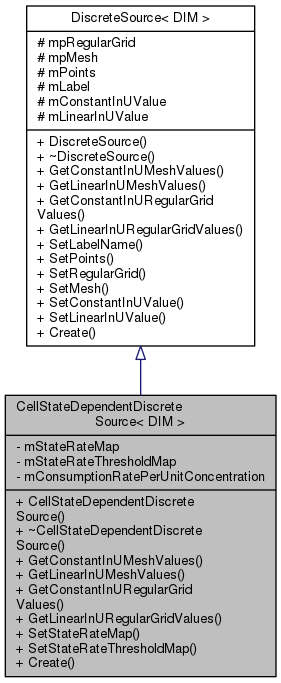 DiscreteSource< DIM >
# mpRegularGrid
# mpMesh
# mPoints
# mLabel
# mConstantInUValue
# mLinearInUValue
+ DiscreteSource()
+ ~DiscreteSource()
+ GetConstantInUMeshValues()
+ GetLinearInUMeshValues()
+ GetConstantInURegularGrid
Values()
+ GetLinearInURegularGridValues()
+ SetLabelName()
+ SetPoints()
+ SetRegularGrid()
+ SetMesh()
+ SetConstantInUValue()
+ SetLinearInUValue()
+ Create()
CellStateDependentDiscrete
Source< DIM >
- mStateRateMap
- mStateRateThresholdMap
- mConsumptionRatePerUnitConcentration
+ CellStateDependentDiscrete
Source()
+ ~CellStateDependentDiscrete
Source()
+ GetConstantInUMeshValues()
+ GetLinearInUMeshValues()
+ GetConstantInURegularGrid
Values()
+ GetLinearInURegularGridValues()
+ SetStateRateMap()
+ SetStateRateThresholdMap()
+ Create()